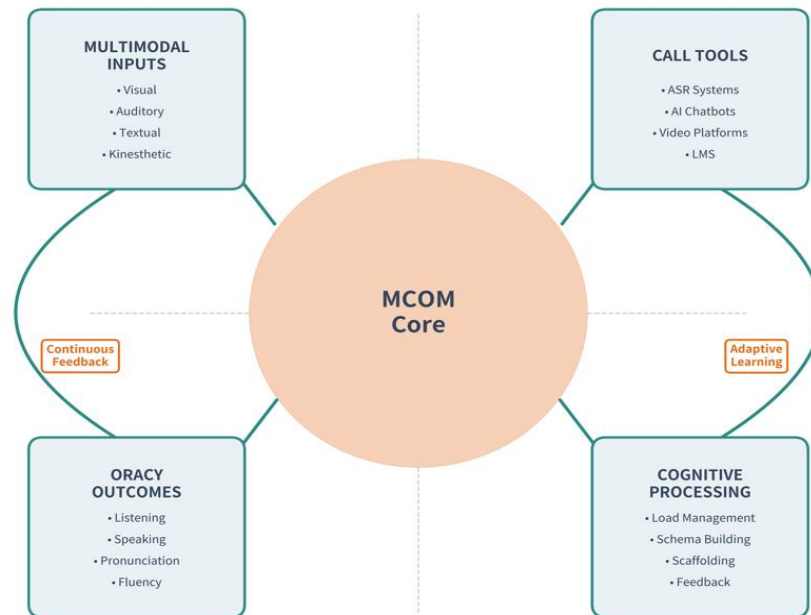 MULTIMODAL
INPUTS
• Visual
• Auditory
• Textual
• Kinesthetic
CALL TOOLS
• ASR Systems
• AI Chatbots
• Video Platforms
• LMS
MCOM
Core
Continuous
Feedback
Adaptive
Learning
ORACY
OUTCOMES
• Listening
• Speaking
• Pronunciation
• Fluency
COGNITIVE
PROCESSING
• Load Management
• Schema Building
• Scaffolding
• Feedback